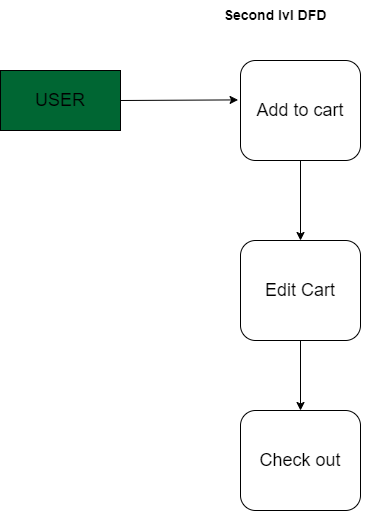 Second lvl DFD
USER
Add to cart
Edit Cart
Check out